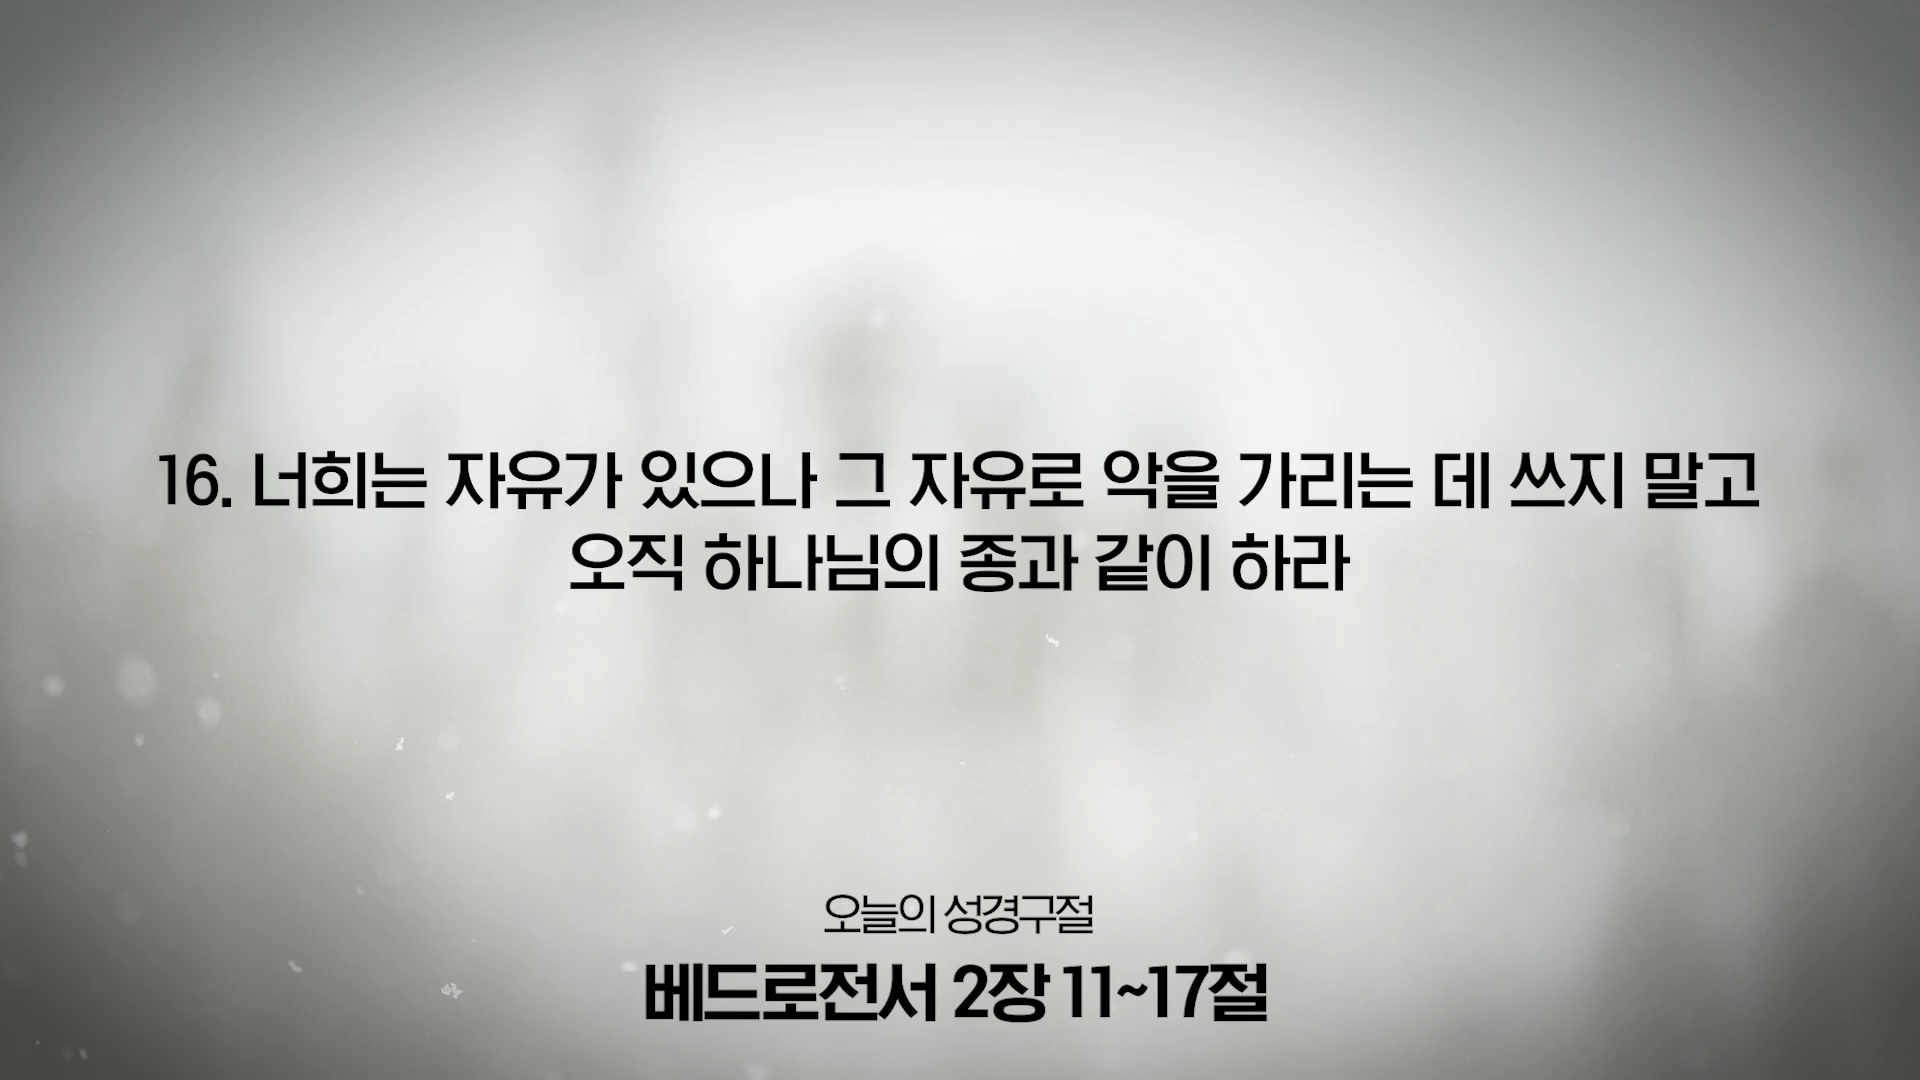 16. 너희는 자유가 있으나 그 자유로 악을 가리는 데 쓰지 말고
오직 하나님의 종과 같이 하라
오늘의 성경구절
베드로전서 2장 11~17절